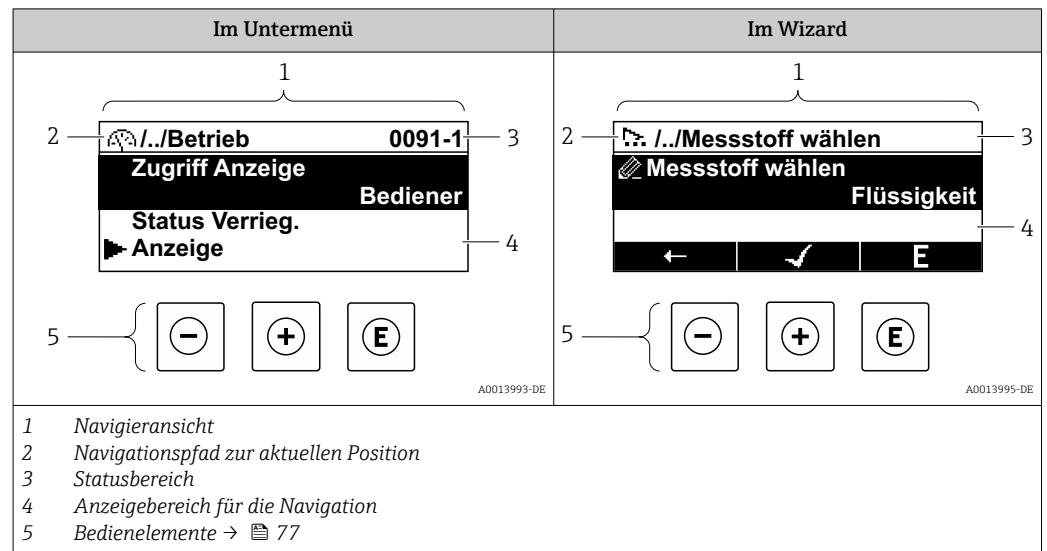 Im Untermenü
Im Wizard
1
2
/../Betrieb 0091-1
3
Zugriff Anzeige
Bediener
Status Verrieg.
Anzeige
4
5
E
A0013993-DE
1
2
/../Messstoff wählen
3
Messstoff wählen
Flüssigkeit
4
E
5
E
A0013995-DE
1 Navigieransicht
2 Navigationspfad zur aktuellen Position
3 Statusbereich
4 Anzeigebereich für die Navigation
5 Bedienelemente → 77